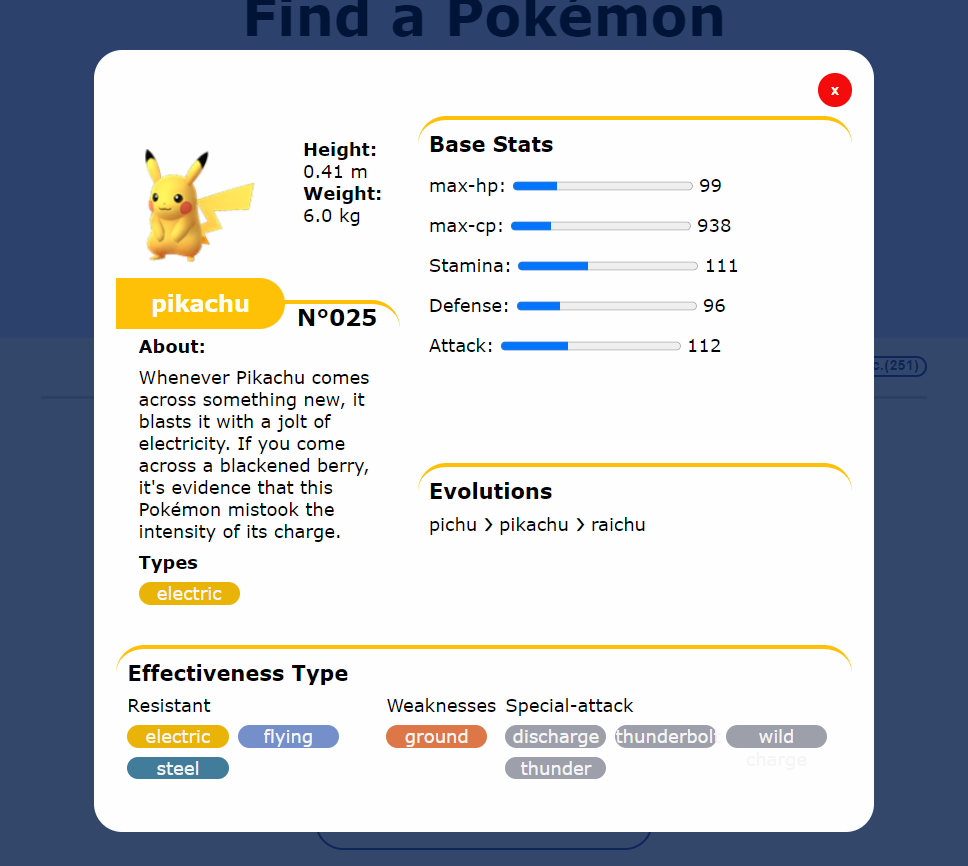 Find a Pokémon
x
Height:
0.41 m
Weight:
6.0 kg
pikachu
N°025
About:
Whenever Pikachu comes
across something new, it
blasts it with a jolt of
electricity. If you come
across a blackened berry,
it's evidence that this
Pokémon mistook the
intensity of its charge.
Types
electric
Base Stats
max-hp: 99
max-cp: 938
Stamina: 111
Defense: 96
Attack: 112
c.(251)
Evolutions
pichu › pikachu › raichu
Effectiveness Type
Resistant
electric flying
steel
Weaknesses
ground
Special-attack
discharge thunderbolt wild
charge
thunder